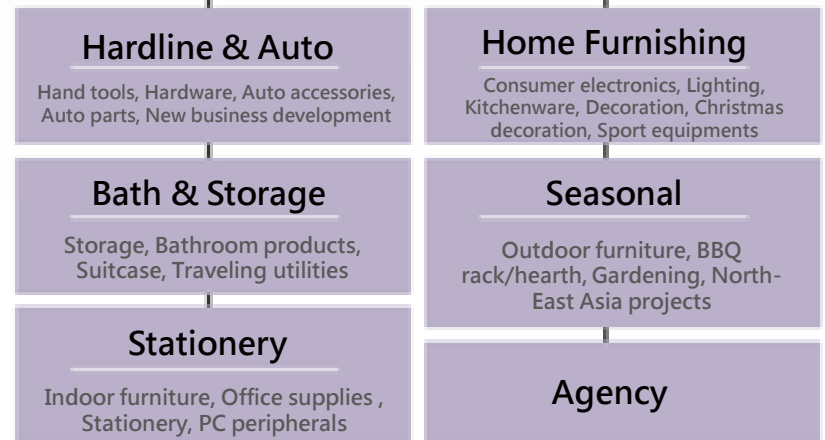 Hardline & Auto
Hand tools, Hardware, Auto accessories,
Auto parts, New business development
Bath & Storage
Storage, Bathroom products,
Suitcase, Traveling utilities
Stationery
Indoor furniture, Office supplies ,
Stationery, PC peripherals
Home Furnishing
Consumer electronics, Lighting,
Kitchenware, Decoration, Christmas
decoration, Sport equipments
Seasonal
Outdoor furniture, BBQ
rack/hearth, Gardening, North-
East Asia projects
Agency